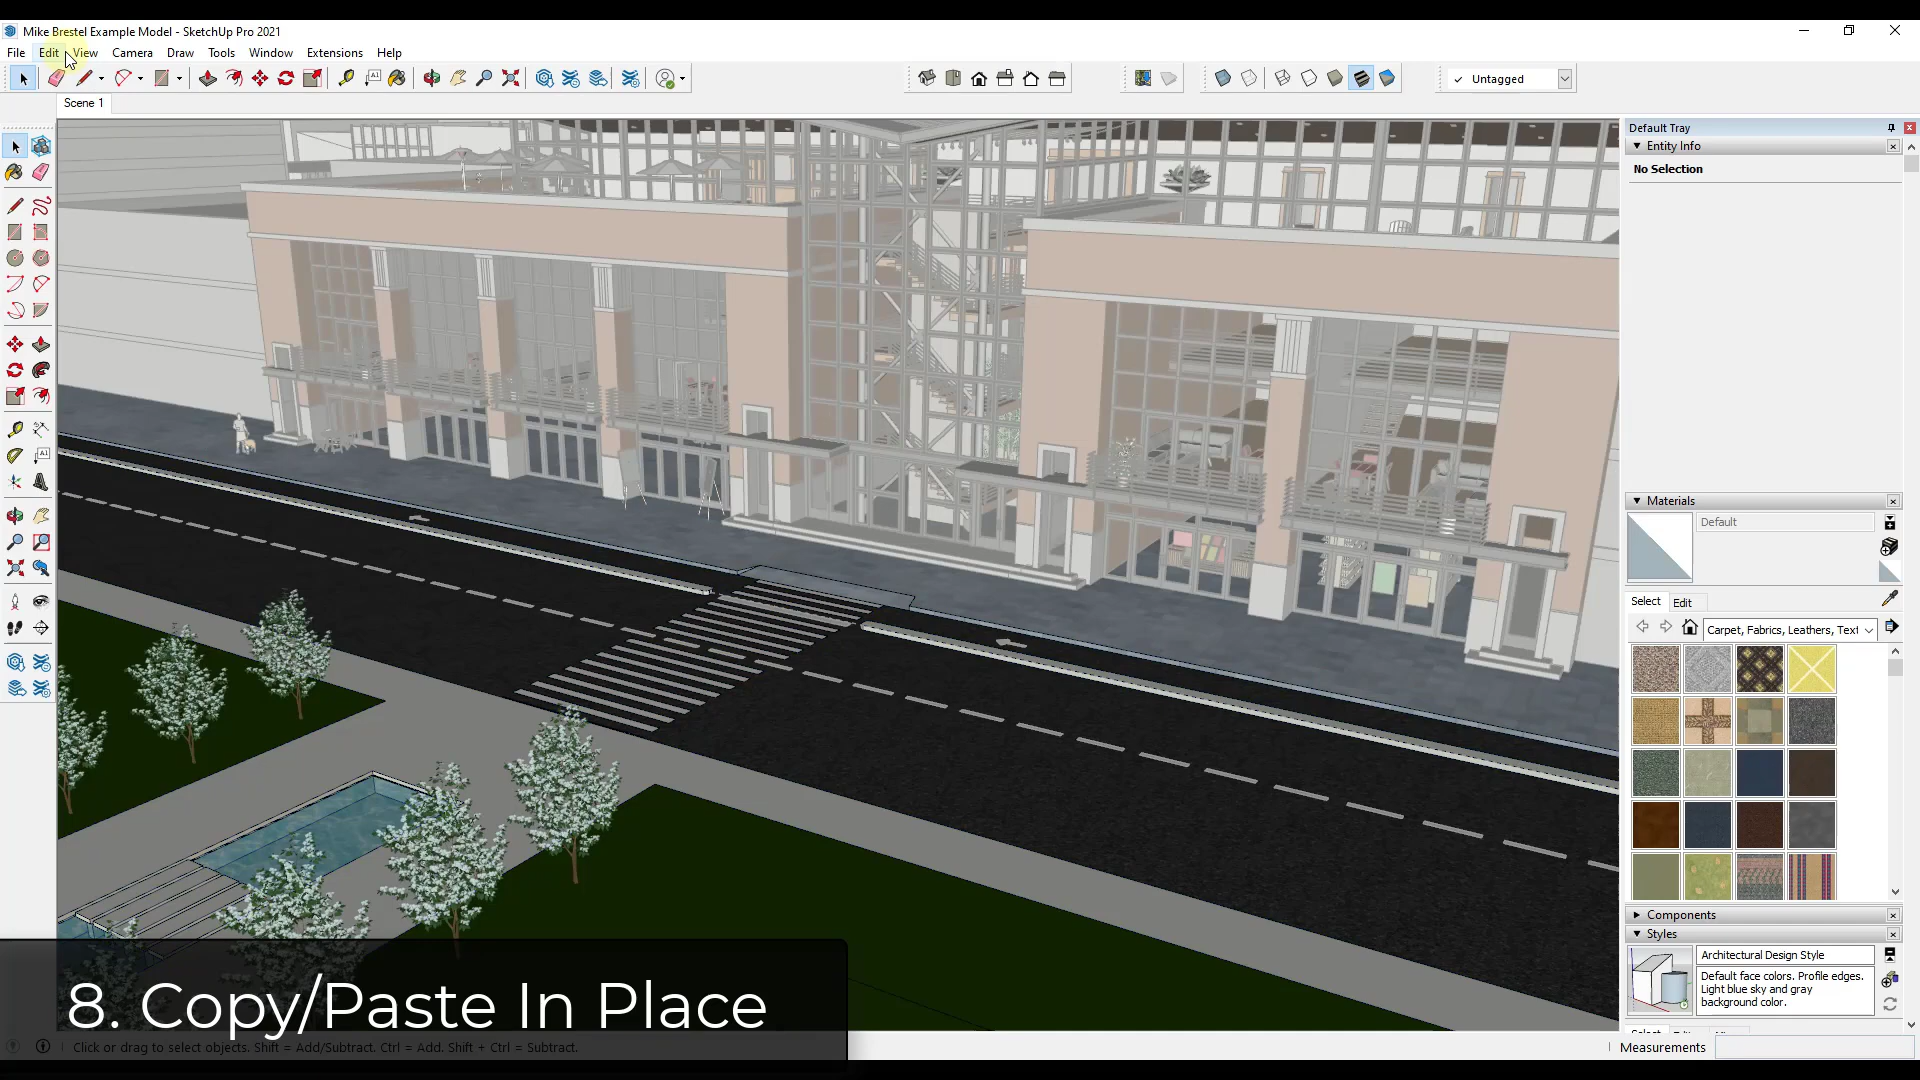 Mike Brestel Example Model - SketchUp Pro 2021
File Edit View Camera Draw Tools Window Extensions Help
Untagged
Scene 1
Default Tray
Entity Info
No Selection
Materials
Default
Select Edit
Carpet, Fabrics, Leathers, Text
Components
Styles
Architectural Design Style
Default face colors. Profile edges.
Light blue sky and gray
background color.
8. Copy/Paste In Place
Click or drag to select objects. Shift = Add/Subtract. Ctrl = Add. Shift + Ctrl = Subtract.
Measurements